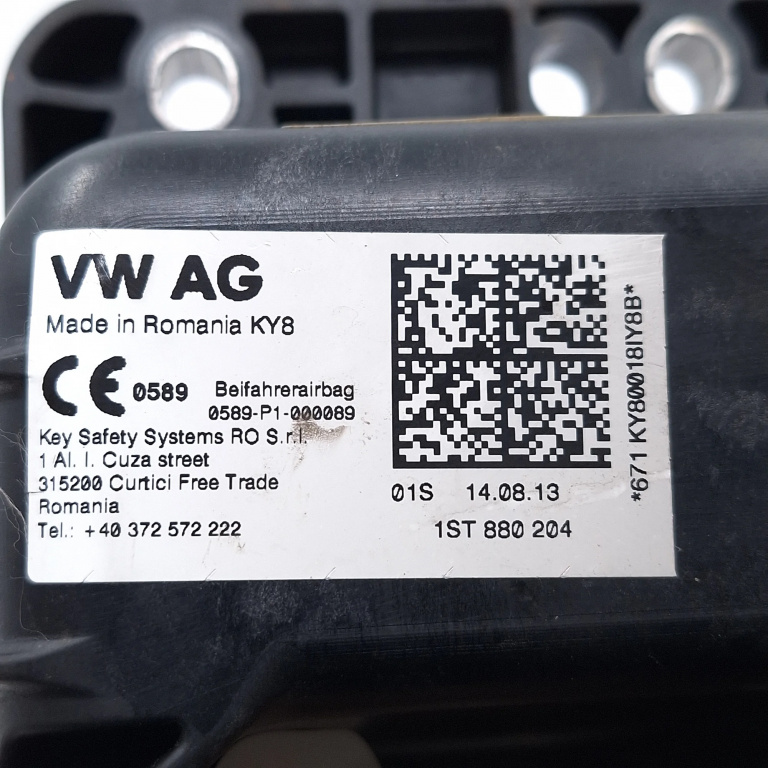 VW AG
Made in Romania KY8
CE 0589 Beifahrerairbag
0589-P1-000089
Key Safety Systems RO S.r.l.
1 Al. I. Cuza street
315200 Curtici Free Trade
Romania
Tel.: +40 372 572 222
01S 14.08.13
1ST 880 204
*671 KY80018IY8B*